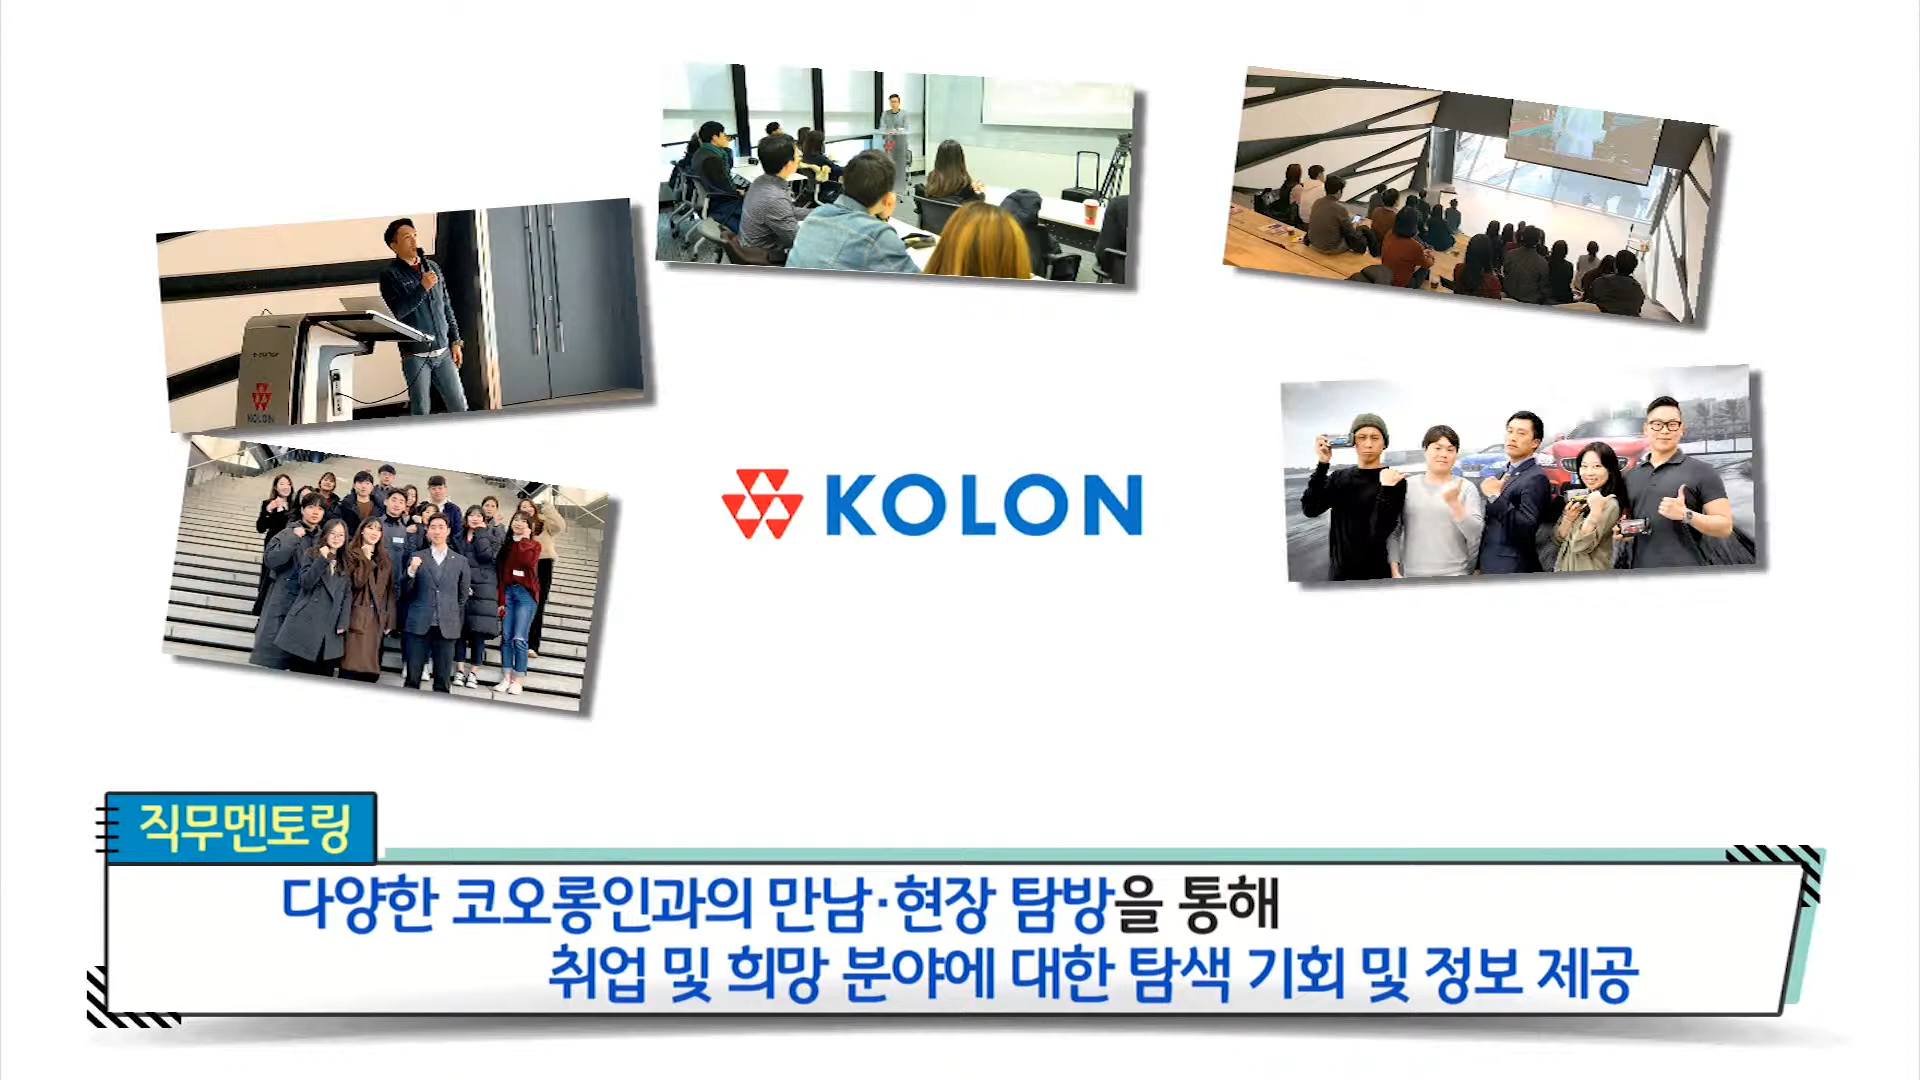 KOLON
KOLON
직무멘토링
다양한 코오롱인과의 만남·현장 탐방을 통해
취업 및 희망 분야에 대한 탐색 기회 및 정보 제공